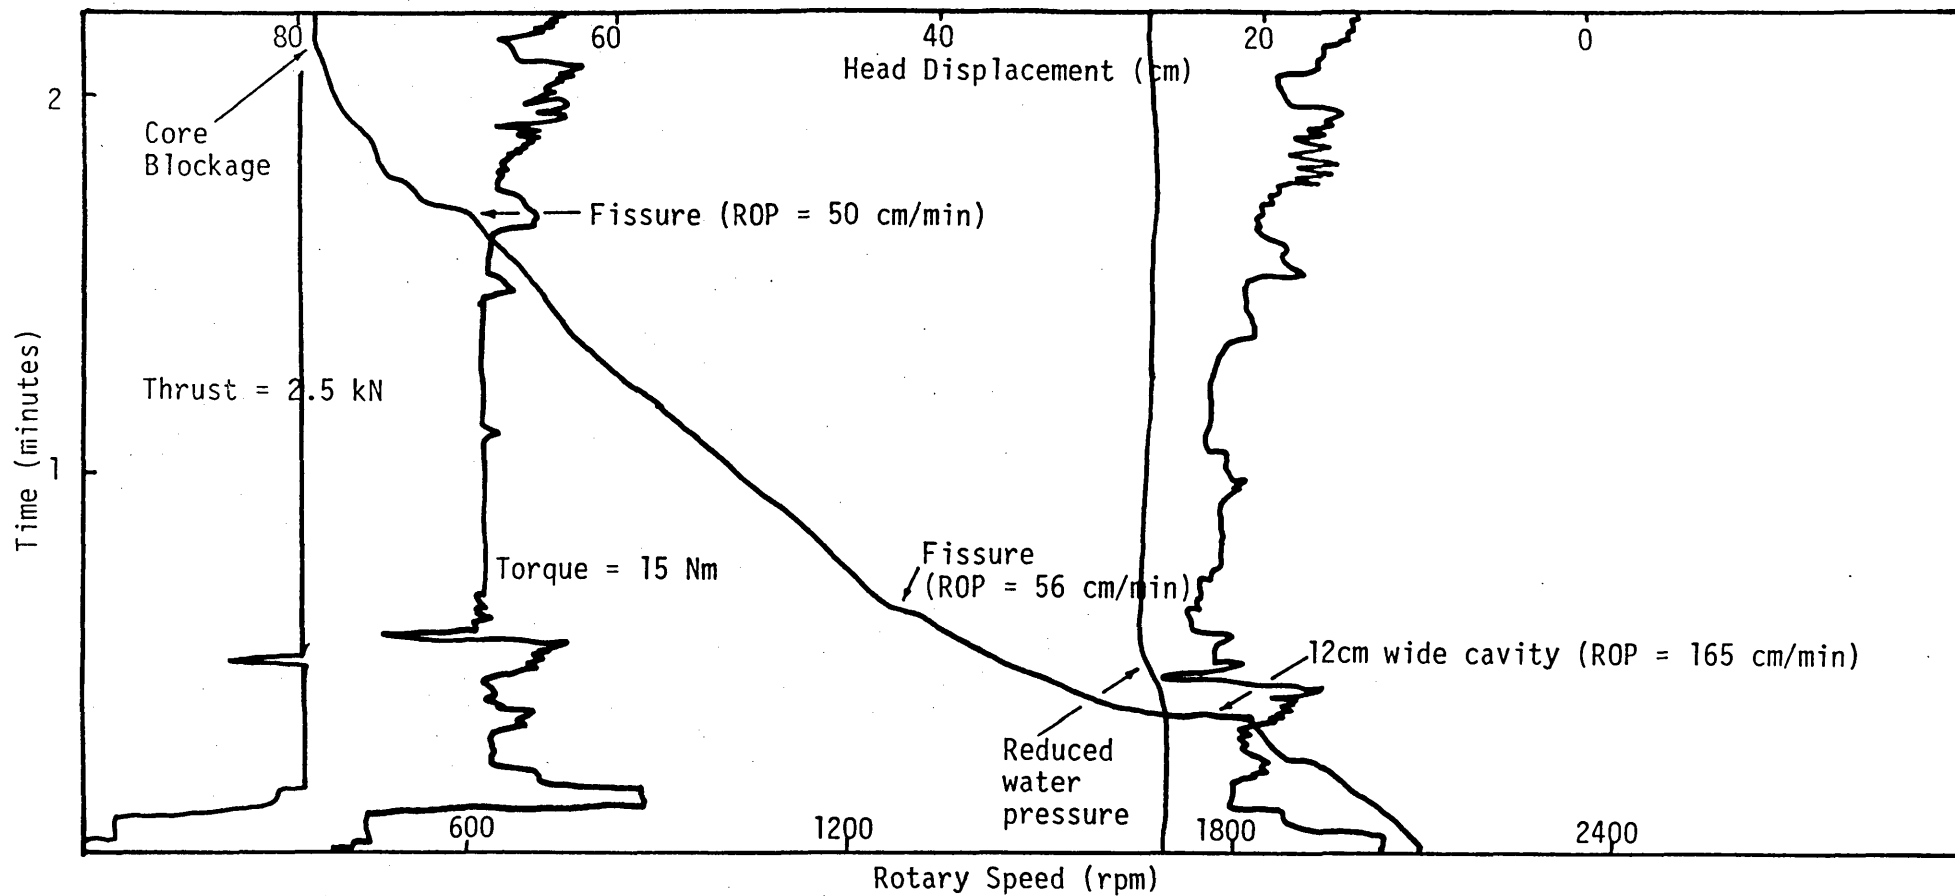 80 60 40 20 0
Head Displacement (cm)
2
Core
Blockage
Fissure (ROP = 50 cm/min)
Time (minutes)
Thrust = 2.5 kN
1
Fissure
(ROP = 56 cm/min)
Torque = 15 Nm
12cm wide cavity (ROP = 165 cm/min)
Reduced
water
pressure
600 1200 1800 2400
Rotary Speed (rpm)